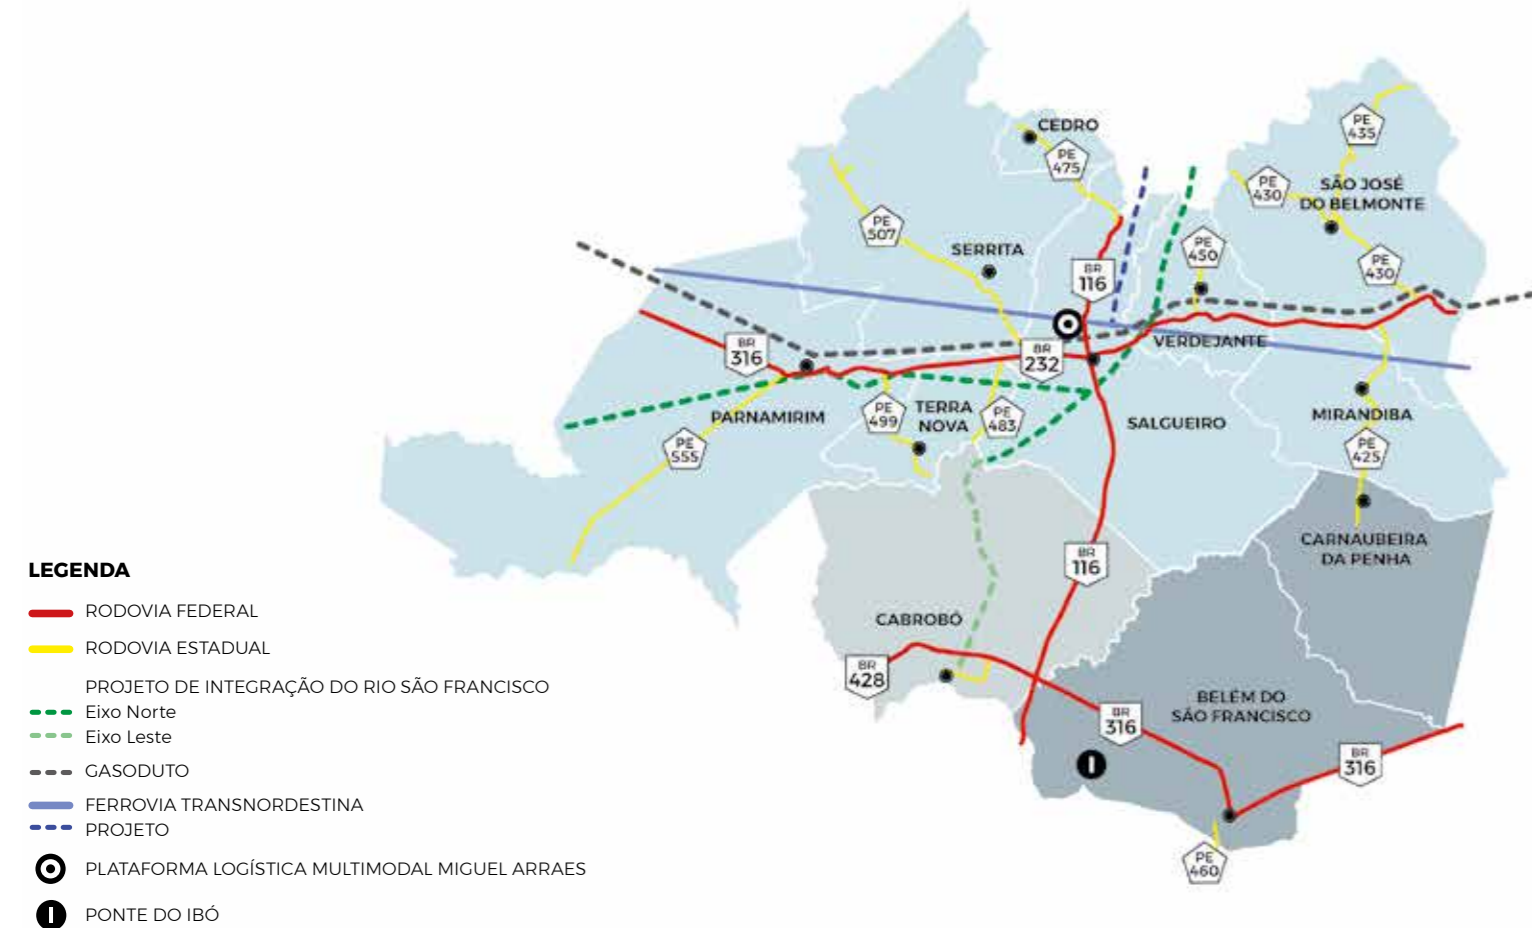 CEDRO
PE
475
PE
435
PE
430
SÃO JOSÉ
DO BELMONTE
PE
507
SERRITA
PE
450
PE
430
BR
116
BR
316
BR
232
VERDEJANTE
PARNAMIRIM
PE
499
TERRA
NOVA
PE
483
SALGUEIRO
MIRANDIBA
PE
555
PE
425
CARNAUBEIRA
DA PENHA
BR
116
CABROBÓ
BR
428
BELÉM DO
SÃO FRANCISCO
BR
316
BR
316
PE
460
LEGENDA
RODOVIA FEDERAL
RODOVIA ESTADUAL
PROJETO DE INTEGRAÇÃO DO RIO SÃO FRANCISCO
Eixo Norte
Eixo Leste
GASODUTO
FERROVIA TRANSNORDESTINA
PROJETO
PLATAFORMA LOGÍSTICA MULTIMODAL MIGUEL ARRAES
PONTE DO IBÓ